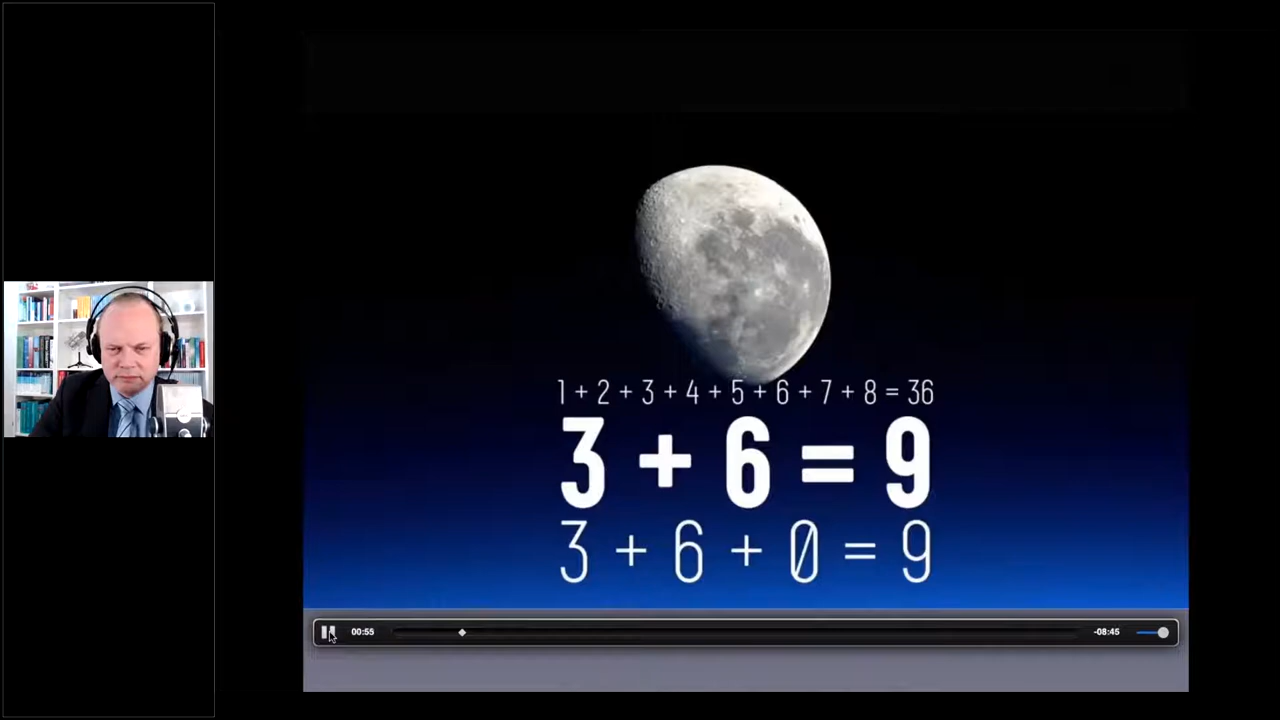 1 + 2 + 3 + 4 + 5 + 6 + 7 + 8 = 36
3 + 6 = 9
3 + 6 + 0 = 9
00:55
-08:45